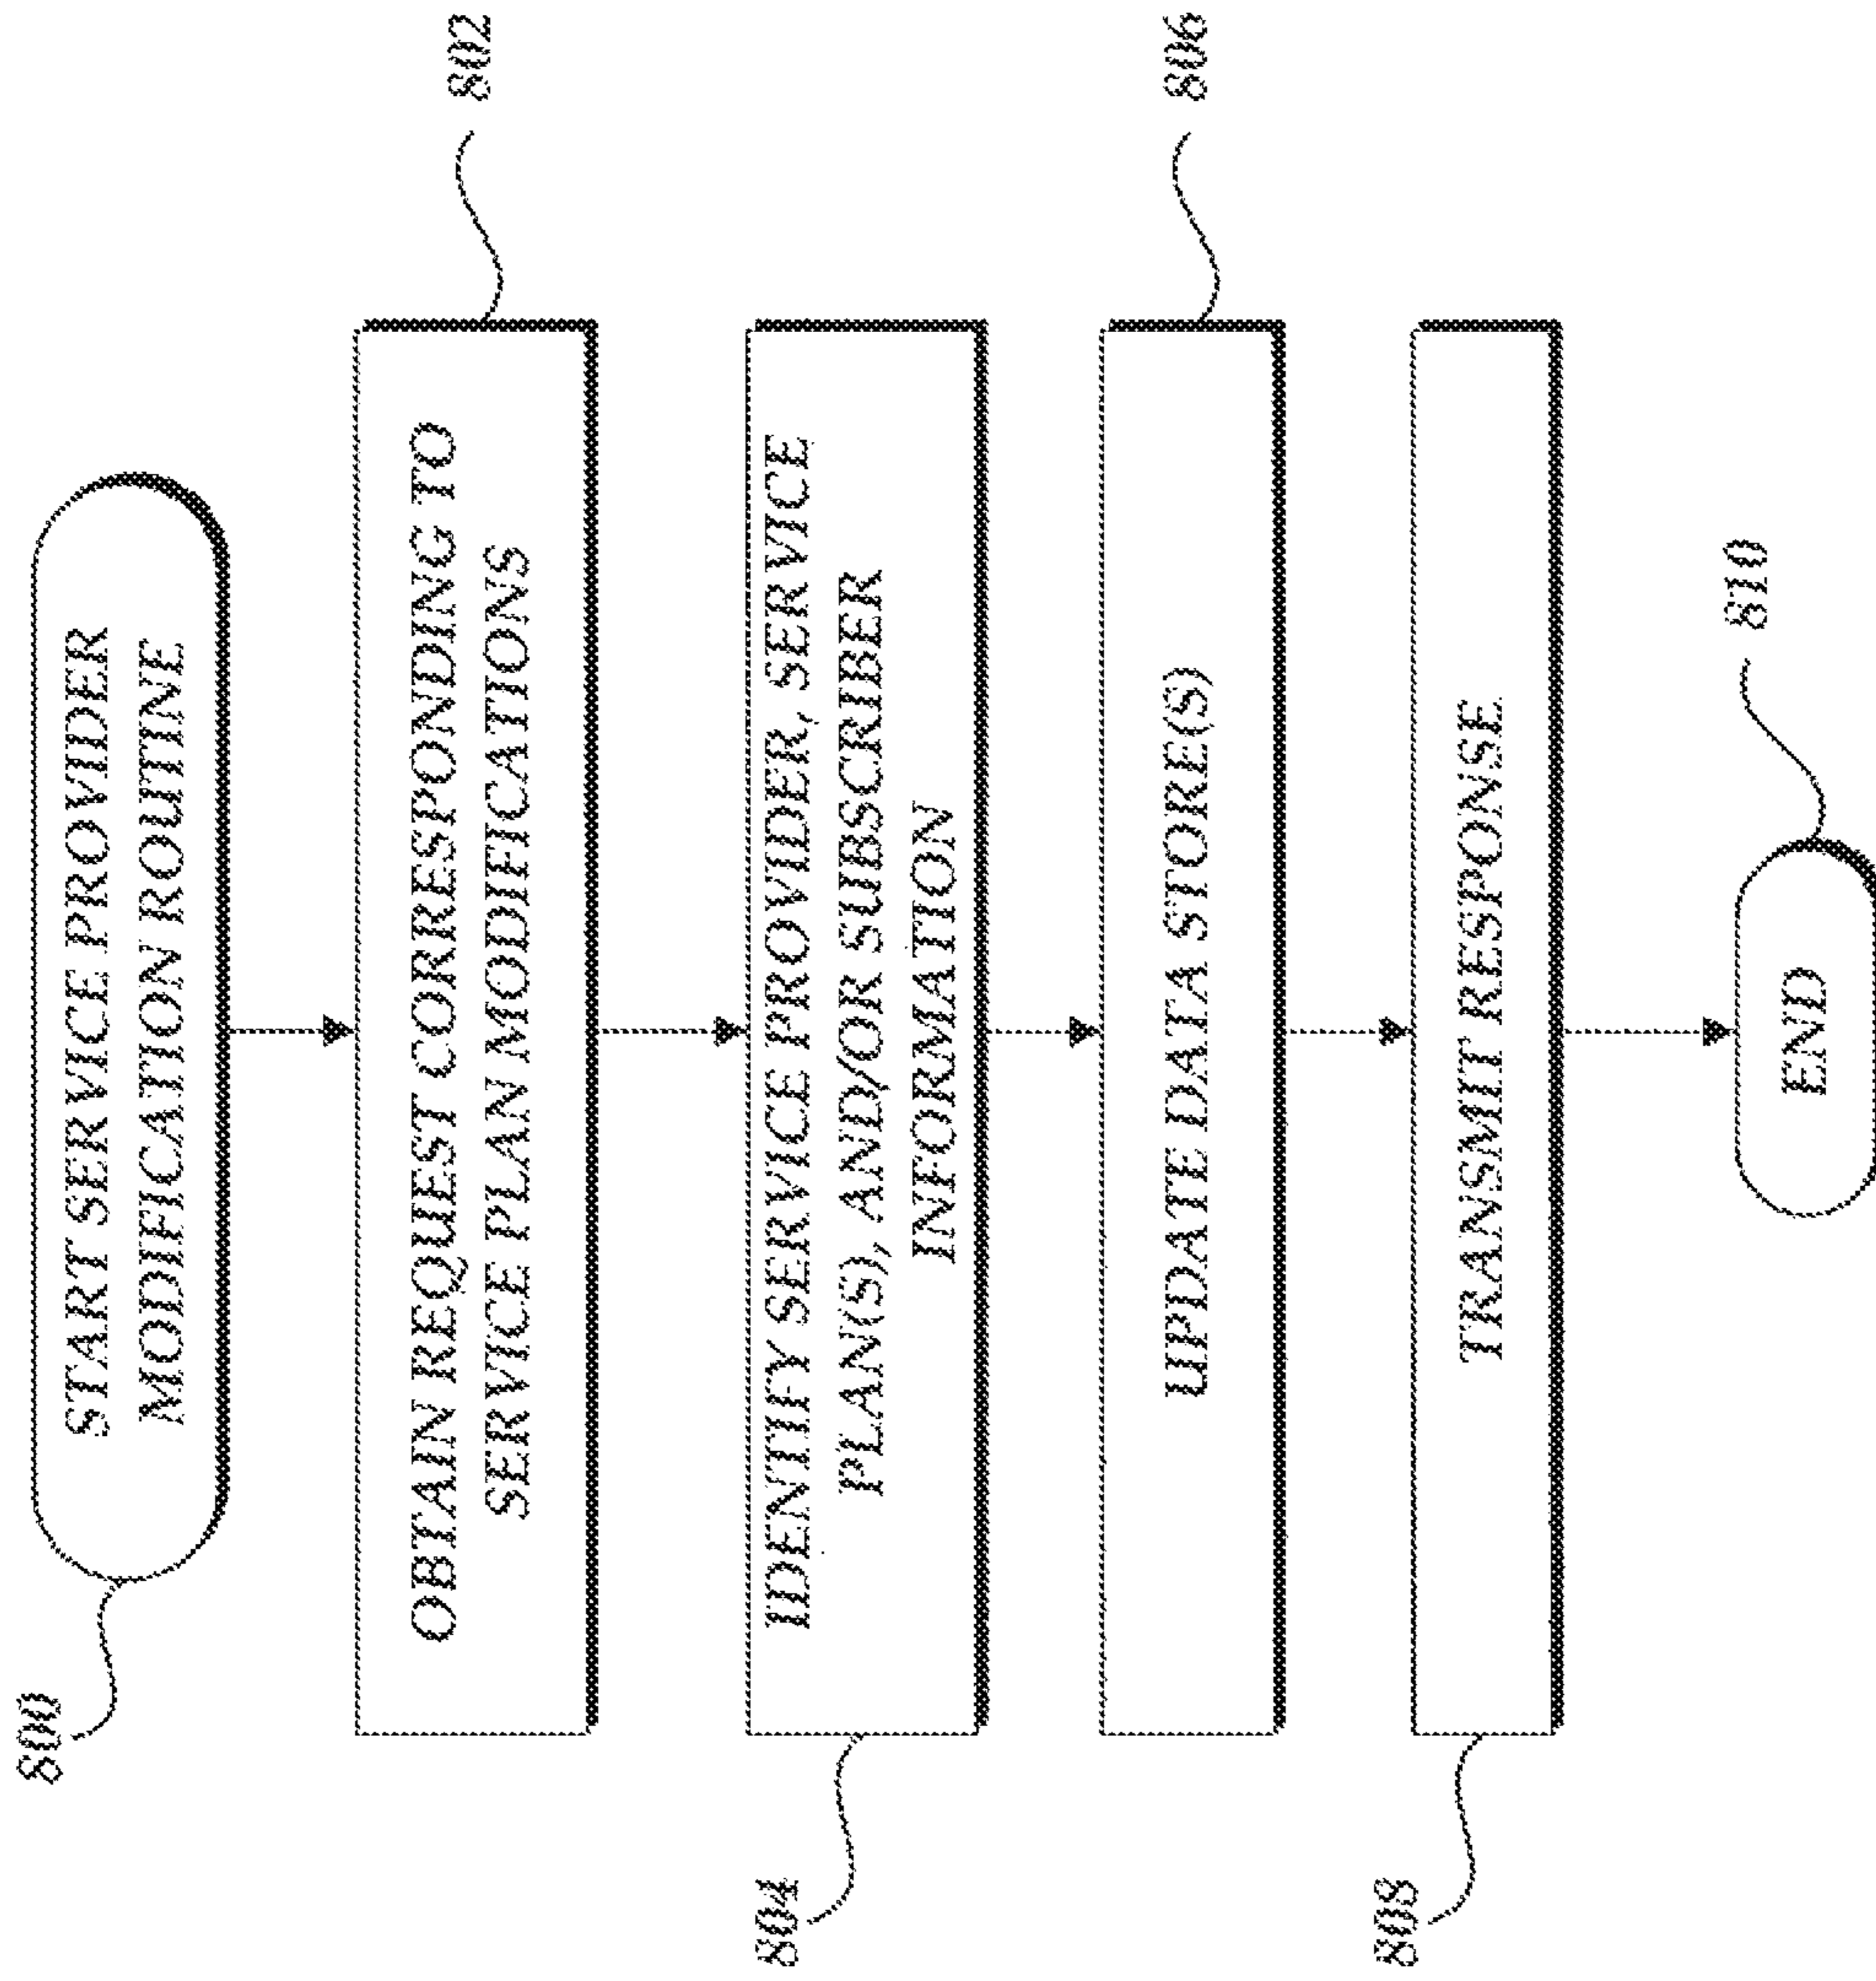 800
START SERVICE PROVIDER
MODIFICATION ROUTINE
802
OBTAIN REQUEST CORRESPONDING TO
SERVICE PLAN MODIFICATIONS
804
IDENTIFY SERVICE PROVIDER, SERVICE
PLAN(S), AND/OR SUBSCRIBER
INFORMATION
806
UPDATE DATA STORE(S)
808
TRANSMIT RESPONSE
810
END